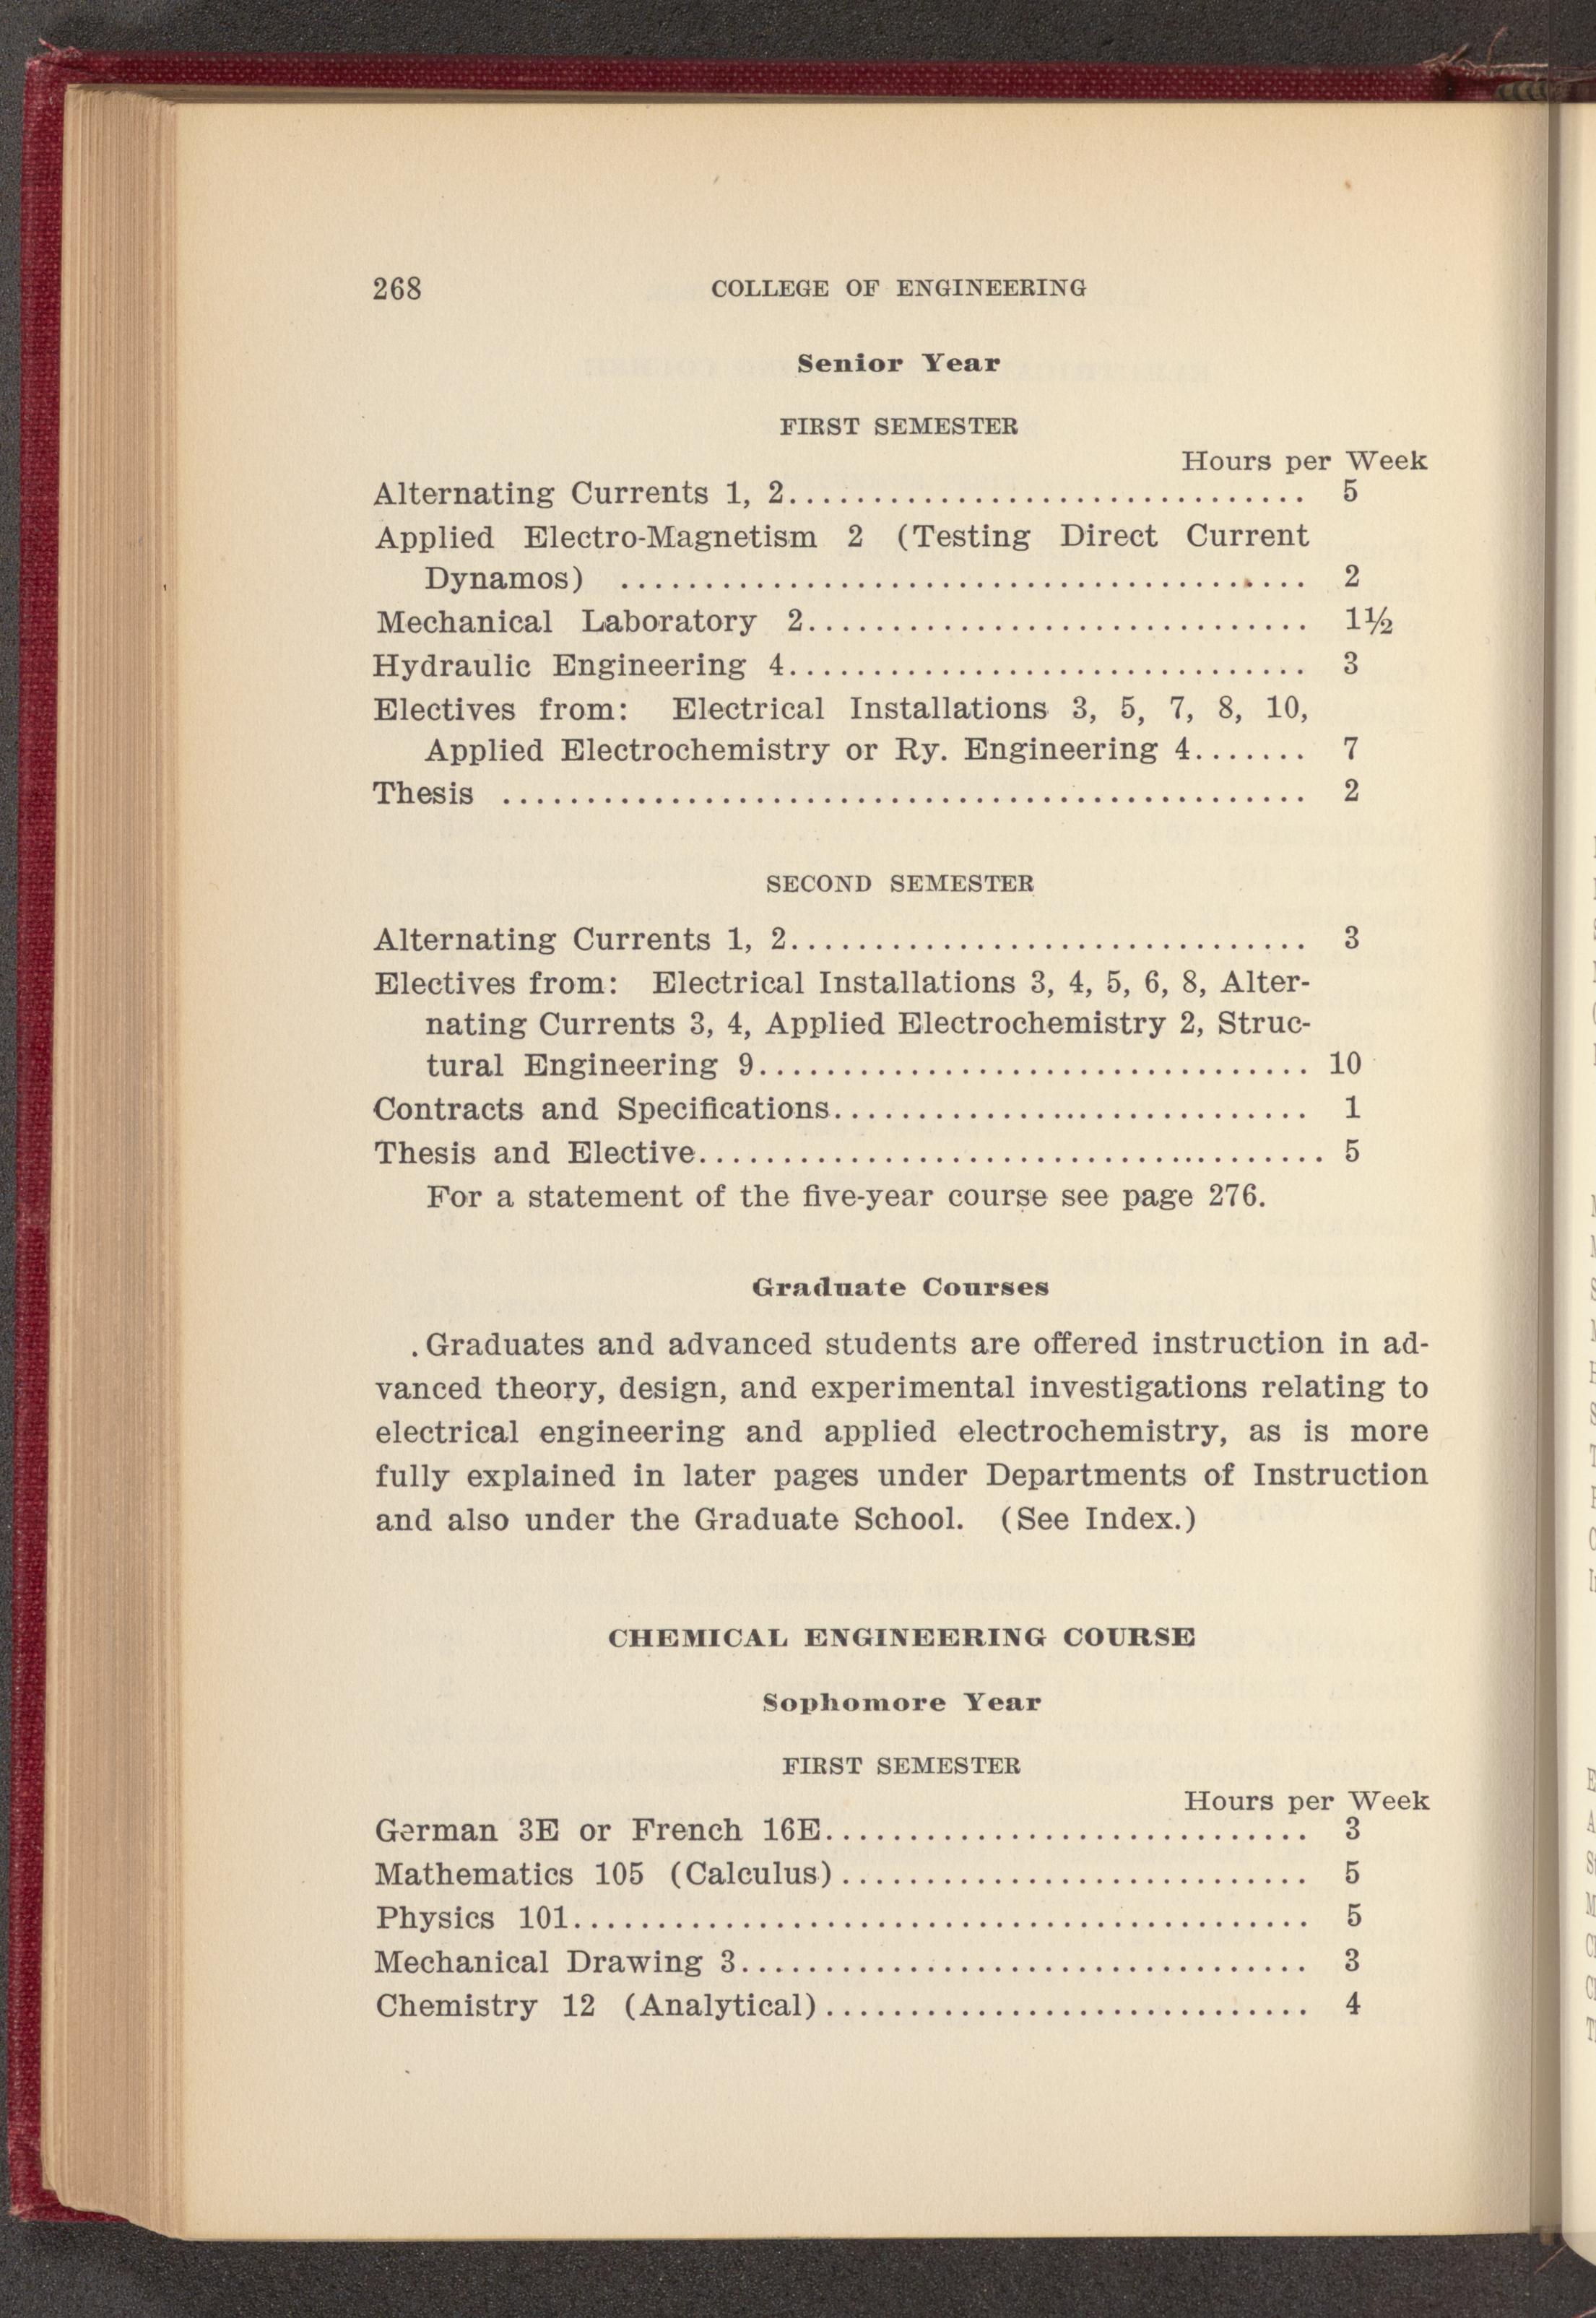 268 COLLEGE OF ENGINEERING
Senior Year
FIRST SEMESTER
Hours per Week
Alternating Currents 1, 2............................... 5
Applied Electro-Magnetism 2 (Testing Direct Current
Dynamos) ......................................... 2
Mechanical Laboratory 2.............................. 1½
Hydraulic Engineering 4............................... 3
Electives from: Electrical Installations 3, 5, 7, 8, 10,
Applied Electrochemistry or Ry. Engineering 4....... 7
Thesis ................................................ 2
SECOND SEMESTER
Alternating Currents 1, 2............................... 3
Electives from: Electrical Installations 3, 4, 5, 6, 8, Alter-
nating Currents 3, 4, Applied Electrochemistry 2, Struc-
tural Engineering 9................................. 10
Contracts and Specifications............................. 1
Thesis and Elective...................................... 5
For a statement of the five-year course see page 276.
Graduate Courses
Graduates and advanced students are offered instruction in ad-
vanced theory, design, and experimental investigations relating to
electrical engineering and applied electrochemistry, as is more
fully explained in later pages under Departments of Instruction
and also under the Graduate School. (See Index.)
CHEMICAL ENGINEERING COURSE
Sophomore Year
FIRST SEMESTER
Hours per Week
German 3E or French 16E............................. 3
Mathematics 105 (Calculus)............................ 5
Physics 101............................................ 5
Mechanical Drawing 3.................................. 3
Chemistry 12 (Analytical)............................. 4